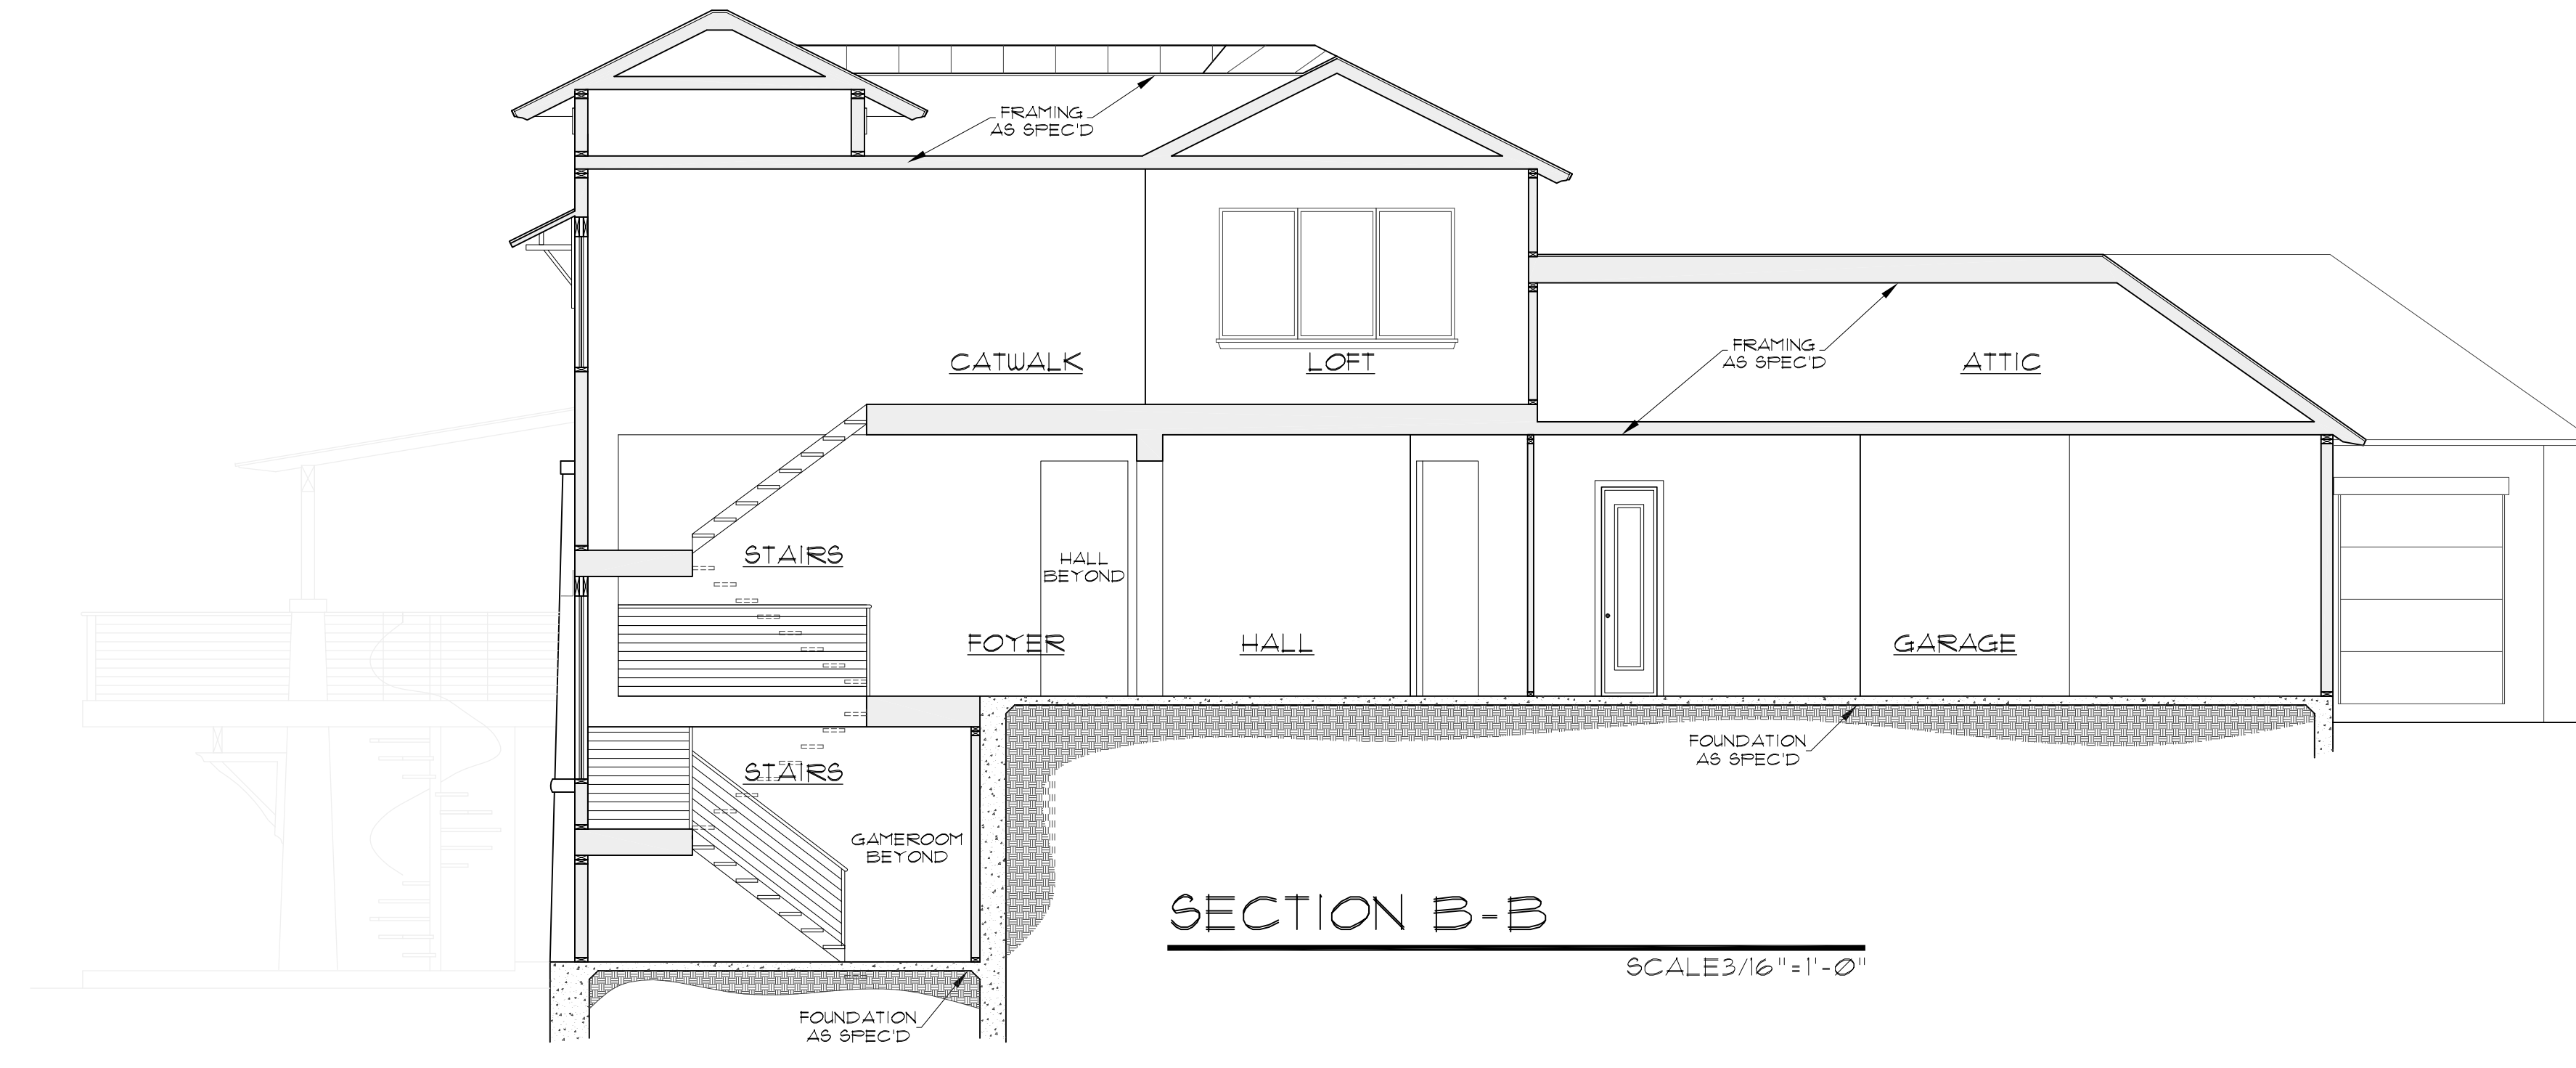 FRAMING
AS SPEC'D
FRAMING
AS SPEC'D
CATWALK
LOFT
ATTIC
STAIRS
HALL
BEYOND
FOYER
HALL
GARAGE
FOUNDATION
AS SPEC'D
STAIRS
GAMEROOM
BEYOND
SECTION B-B
SCALE3/16"=1'-0"
FOUNDATION
AS SPEC'D